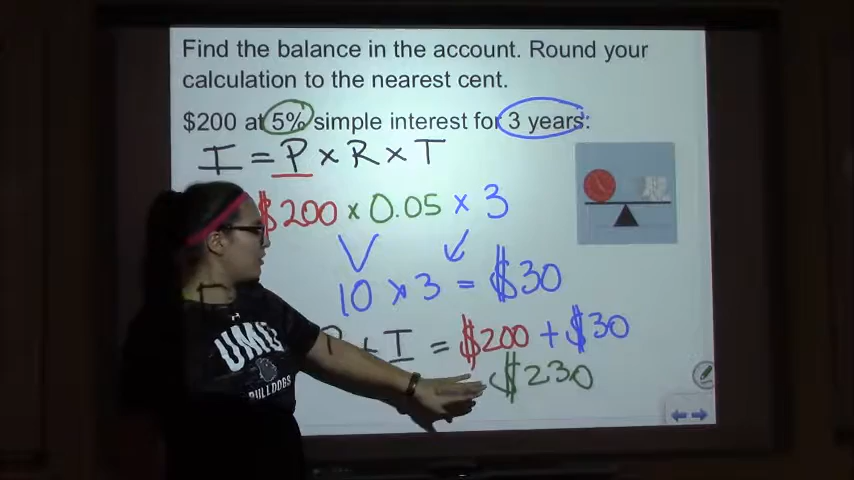 Find the balance in the account. Round your
calculation to the nearest cent.
$200 at 5% simple interest for 3 years:
I = P × R × T
$200 × 0.05 × 3
10 × 3 = $30
P + I = $200 + $30
$230
UMD
BULLDOGS